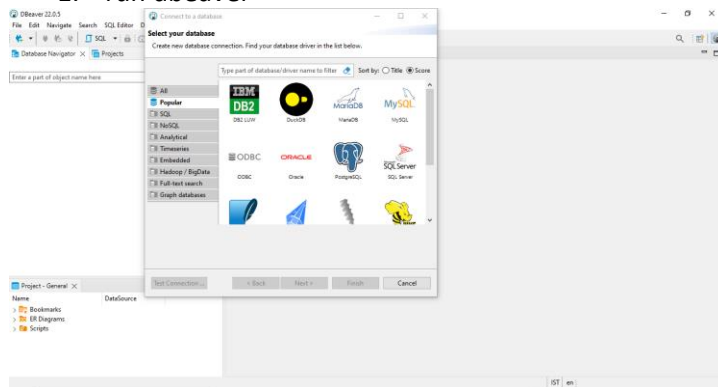 DBeaver 22.0.5
File Edit Navigate Search SQL Editor D
SQL
Database Navigator Projects
Enter a part of object name here
Connect to a database
Select your database
Create new database connection. Find your database driver in the list below.
Type part of database/driver name to filter Sort by: Title Score
All
Popular
SQL
NoSQL
Analytical
Timeseries
Embedded
Hadoop / BigData
Full-text search
Graph databases
IBM
DB2
MariaDB
MySQL
DB2 LUW DuckDB MariaDB MySQL
ODBC
ORACLE
SQL Server
ODBC Oracle PostgreSQL SQL Server
Test Connection ... < Back Next > Finish Cancel
Project - General
Name DataSource
Bookmarks
ER Diagrams
Scripts
IST en